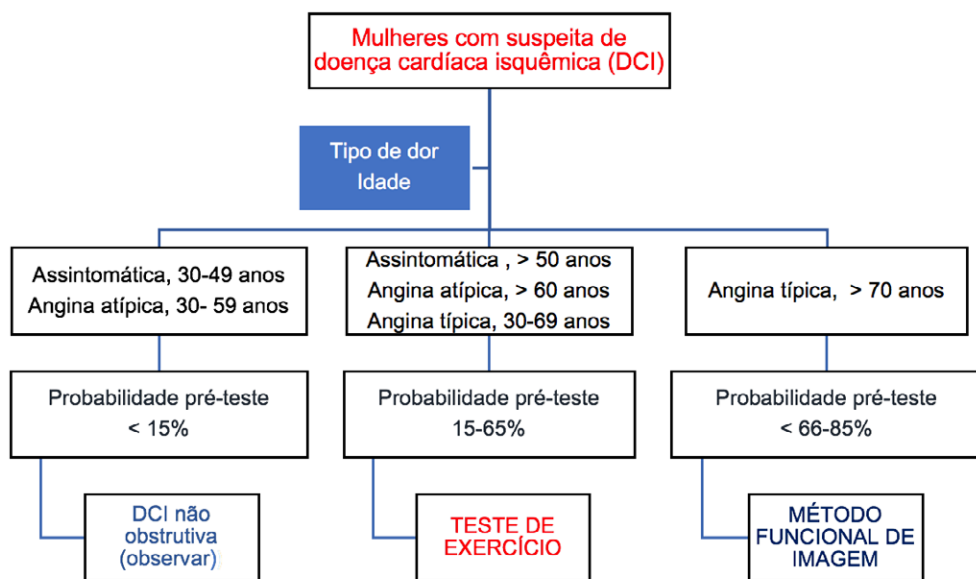 Mulheres com suspeita de
doença cardíaca isquêmica (DCI)
Tipo de dor
Idade
Assintomática, 30-49 anos
Angina atípica, 30- 59 anos
Assintomática , > 50 anos
Angina atípica, > 60 anos
Angina típica, 30-69 anos
Angina típica, > 70 anos
Probabilidade pré-teste
< 15%
Probabilidade pré-teste
15-65%
Probabilidade pré-teste
< 66-85%
DCI não
obstrutiva
(observar)
TESTE DE
EXERCÍCIO
MÉTODO
FUNCIONAL DE
IMAGEM